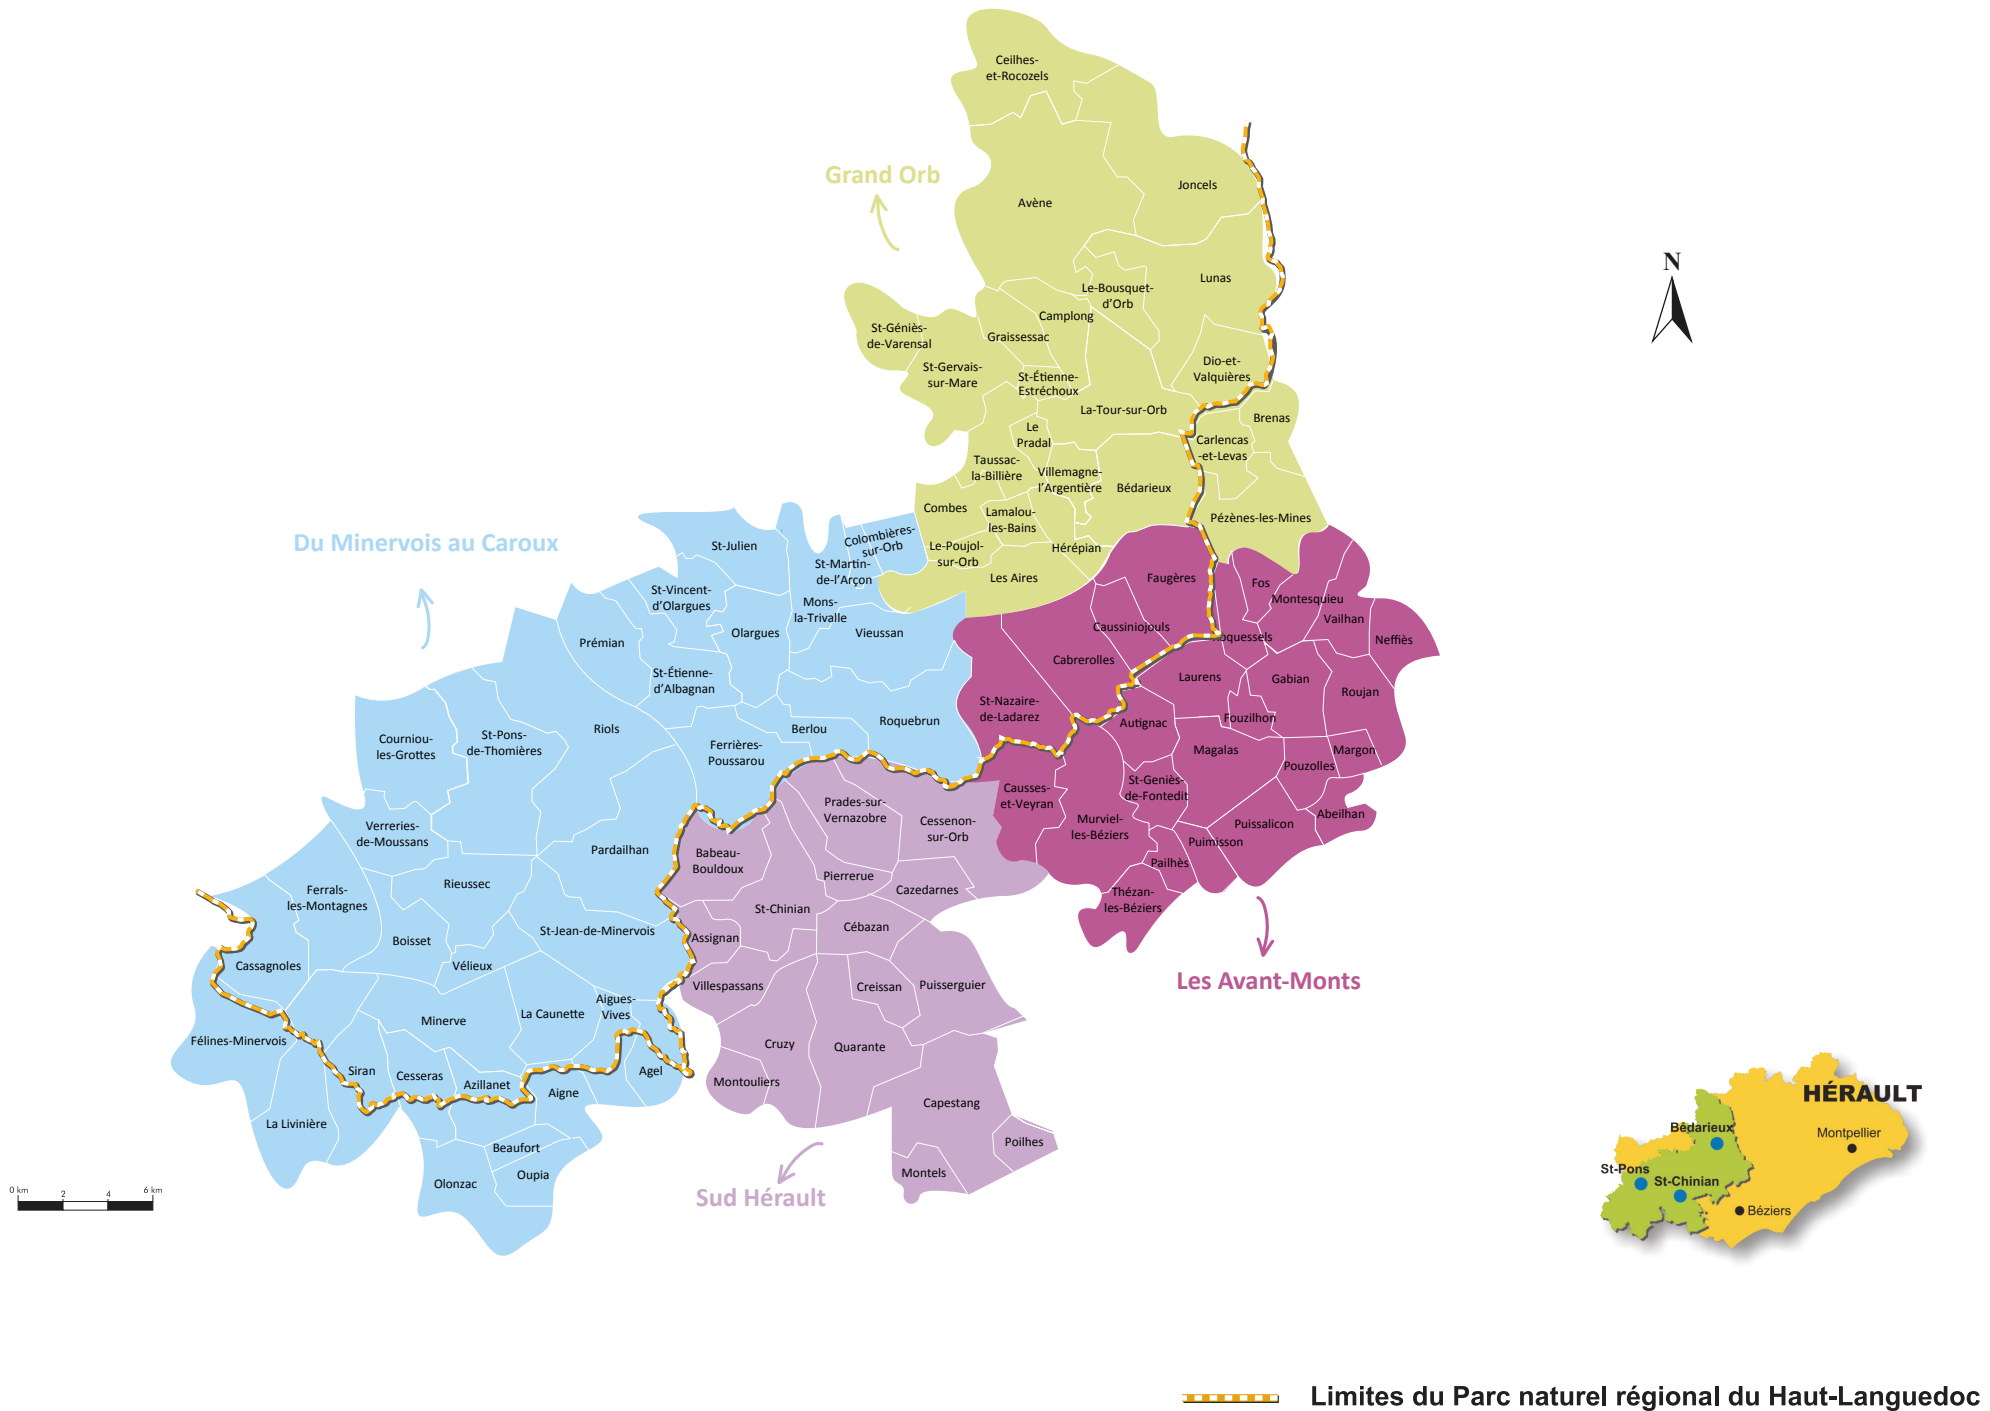 Ceilhes-
et-Rocozels
Grand Orb
Joncels
Avène
N
Lunas
Le-Bousquet-
d'Orb
Camplong
St-Géniès-
de-Varensal
Graissessac
Dio-et-
Valquières
St-Gervais-
sur-Mare
St-Étienne-
Estréchoux
La-Tour-sur-Orb
Brenas
Le
Pradal
Carlencas
-et-Levas
Taussac-
la-Billière
Villemagne-
l'Argentière
Bédarieux
Combes
Lamalou-
les-Bains
Pézènes-les-Mines
Hérépian
Le-Poujol-
sur-Orb
Les Aires
Du Minervois au Caroux
Colombières-
sur-Orb
St-Julien
St-Martin-
de-l'Arçon
St-Vincent-
d'Olargues
Mons-
la-Trivalle
Olargues
Vieussan
Prémian
St-Étienne-
d'Albagnan
Roquebrun
Berlou
Riols
Ferrières-
Poussarou
St-Pons-
de-Thomières
Courniou-
les-Grottes
Verreries-
de-Moussans
Pardailhan
Rieussec
Ferrals-
les-Montagnes
St-Jean-de-Minervois
Boisset
Vélieux
Cassagnoles
Aigues-
Vives
La Caunette
Minerve
Félines-Minervois
Siran
Cesseras
Azillanet
Agel
Aigne
La Livinière
Beaufort
Oupia
Olonzac
Faugères
Fos
Montesquieu
Vailhan
Neffiès
Caussiniojouls
Roquessels
Cabrerolles
Laurens
Gabian
Roujan
St-Nazaire-
de-Ladarez
Autignac
Fouzilhon
Magalas
Margon
Pouzolles
Causses-
et-Veyran
St-Geniès-
de-Fontedit
Abeilhan
Murviel-
les-Béziers
Puissalicon
Puimisson
Pailhès
Thézan-
les-Béziers
Les Avant-Monts
Prades-sur-
Vernazobre
Cessenon-
sur-Orb
Babeau-
Bouldoux
Pierrerue
Cazedarnes
St-Chinian
Assignan
Cébazan
Villespassans
Creissan
Puisserguier
Cruzy
Quarante
Montouliers
Capestang
Poilhes
Montels
Sud Hérault
0 km 2 4 6 km
HÉRAULT
Bédarieux
Montpellier
St-Pons
St-Chinian
Béziers
Limites du Parc naturel régional du Haut-Languedoc